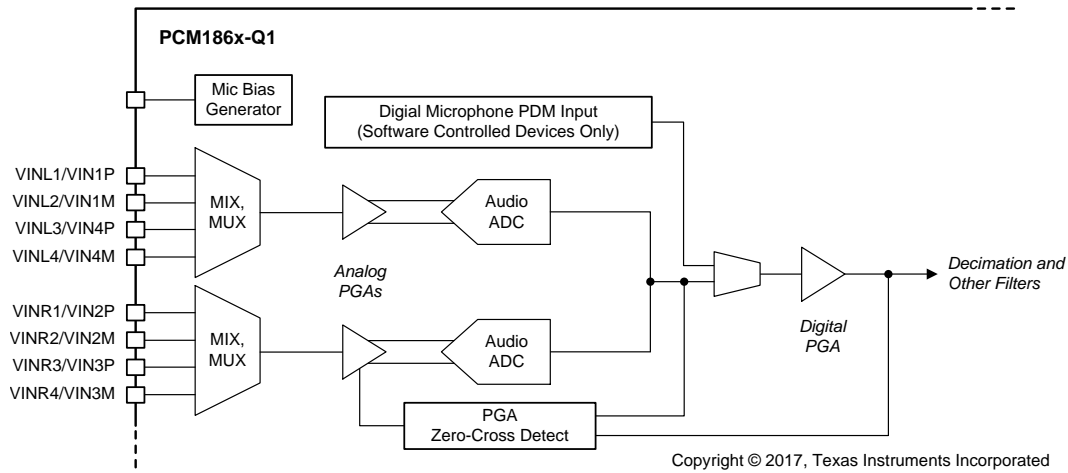 PCM186x-Q1
Mic Bias
Generator
Digial Microphone PDM Input
(Software Controlled Devices Only)
VINL1/VIN1P
VINL2/VIN1M
VINL3/VIN4P
VINL4/VIN4M
MIX,
MUX
Audio
ADC
Analog
PGAs
Decimation and
Other Filters
Digital
PGA
VINR1/VIN2P
VINR2/VIN2M
VINR3/VIN3P
VINR4/VIN3M
MIX,
MUX
Audio
ADC
PGA
Zero-Cross Detect
Copyright © 2017, Texas Instruments Incorporated